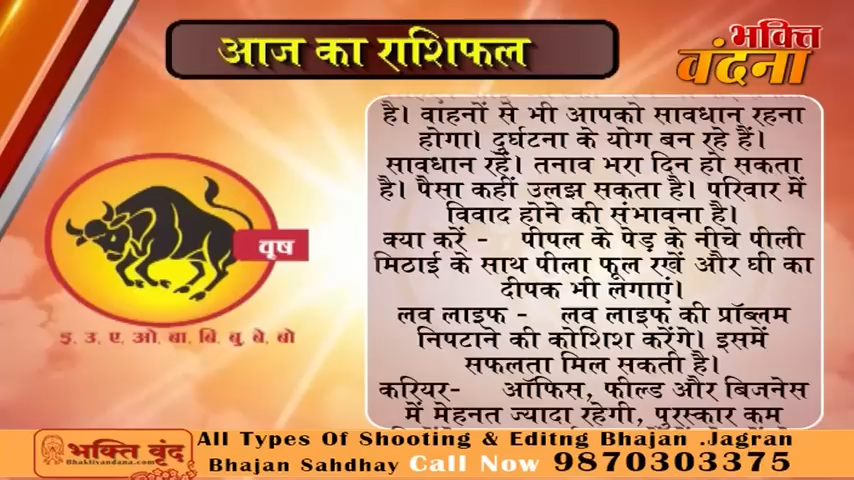 आज का राशिफल
भक्ति
वंदना
है। वाहनों से भी आपको सावधान रहना
होगा। दुर्घटना के योग बन रहे हैं।
सावधान रहें। तनाव भरा दिन हो सकता
है। पैसा कहीं उलझ सकता है। परिवार में
विवाद होने की संभावना है।
क्या करें - पीपल के पेड़ के नीचे पीली
मिठाई के साथ पीला फूल रखें और घी का
दीपक भी लगाएं।
लव लाइफ - लव लाइफ की प्रॉब्लम
निपटाने की कोशिश करेंगे। इसमें
सफलता मिल सकती है।
करियर- ऑफिस, फील्ड और बिजनेस
में मेहनत ज्यादा रहेगी, पुरस्कार कम
वृष
इ, उ, ए, ओ, बा, बि, बु, बे, बो
भक्ति वृंद
Bhaktivandana.com
All Types Of Shooting & Editng Bhajan .Jagran
Bhajan Sahdhay Call Now 9870303375